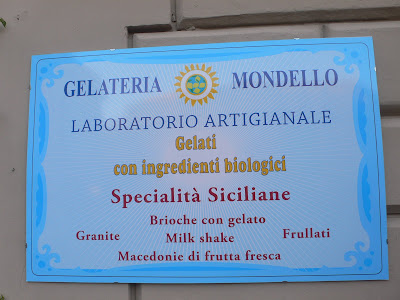 GELATERIA MONDELLO
LABORATORIO ARTIGIANALE
Gelati
con ingredienti biologici
Specialità Siciliane
Brioche con gelato
Granite Milk shake Frullati
Macedonie di frutta fresca